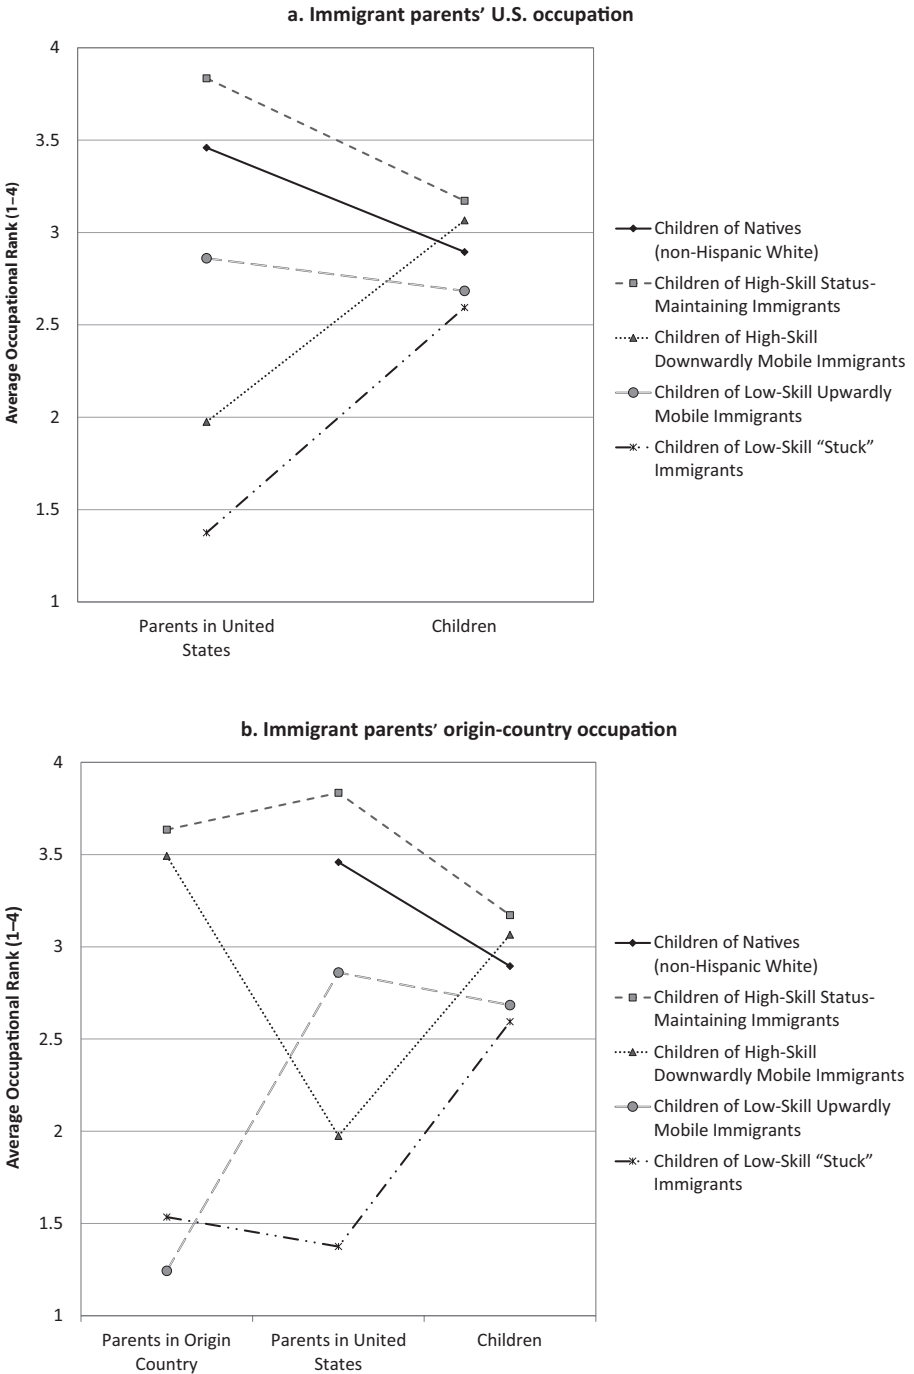 a. Immigrant parents’ U.S. occupation
4
3.5
3
2.5
2
1.5
1
Average Occupational Rank (1–4)
Parents in United
States
Children
Children of Natives
(non-Hispanic White)
Children of High-Skill Status-
Maintaining Immigrants
Children of High-Skill
Downwardly Mobile Immigrants
Children of Low-Skill Upwardly
Mobile Immigrants
Children of Low-Skill “Stuck”
Immigrants
b. Immigrant parents’ origin-country occupation
4
3.5
3
2.5
2
1.5
1
Average Occupational Rank (1–4)
Parents in Origin
Country
Parents in United
States
Children
Children of Natives
(non-Hispanic White)
Children of High-Skill Status-
Maintaining Immigrants
Children of High-Skill
Downwardly Mobile Immigrants
Children of Low-Skill Upwardly
Mobile Immigrants
Children of Low-Skill “Stuck”
Immigrants